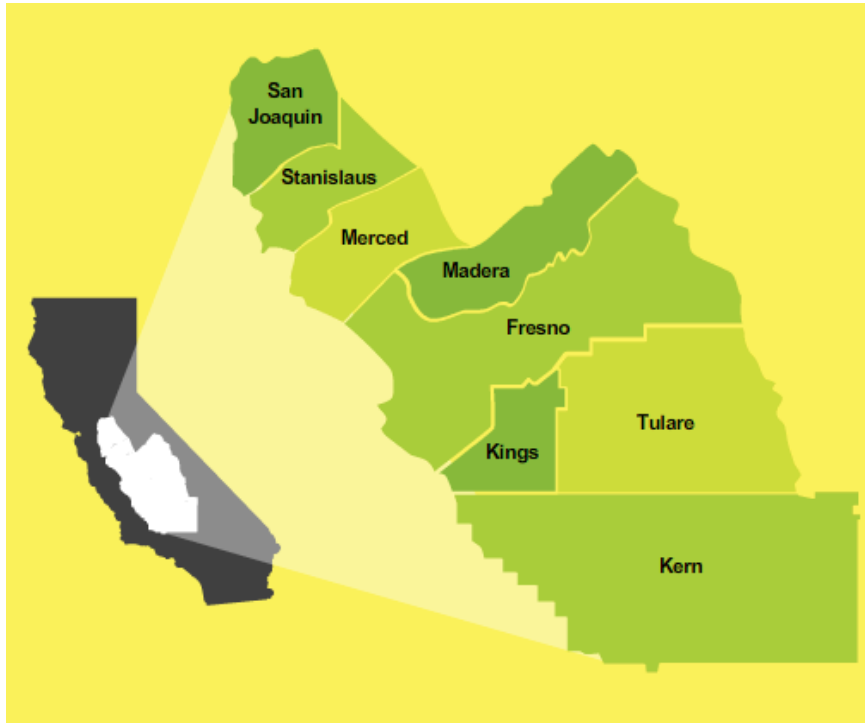 San
Joaquin
Stanislaus
Merced
Madera
Fresno
Tulare
Kings
Kern